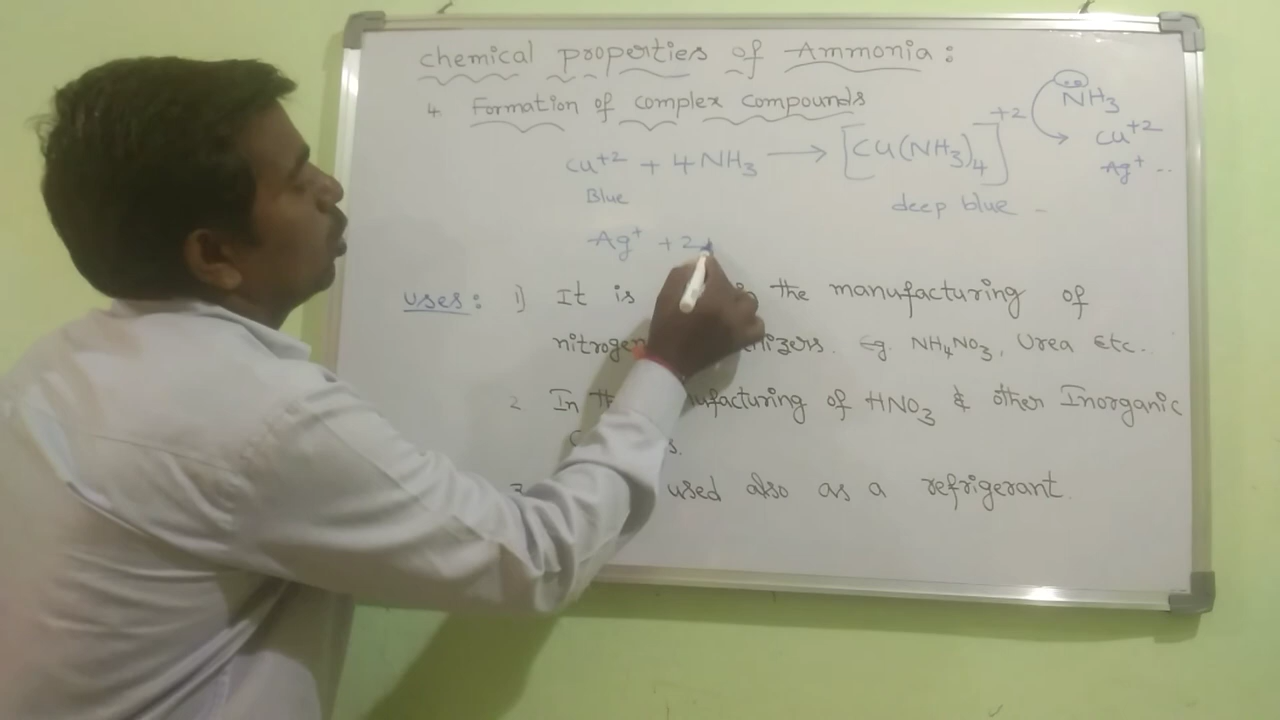 chemical properties of Ammonia:
4. Formation of complex compounds
Cu+2 + 4NH3 → [Cu(NH3)4]+2
Blue
deep blue -
NH3
Cu+2
Ag+ --
Ag+ + 2
Uses: 1) It is the manufacturing of
nitrogen Eg. NH4NO3, Urea Etc..
2 In manufacturing of HNO3 & other Inorganic
3 used also as a refrigerant.